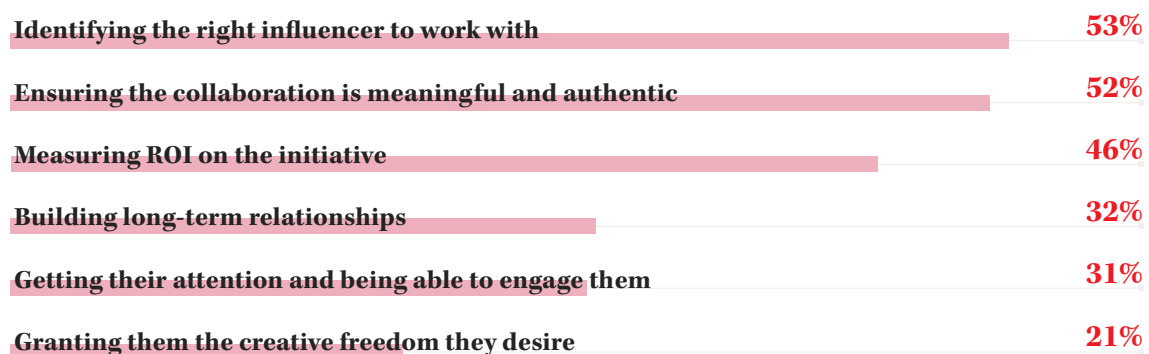 Identifying the right influencer to work with 53%
Ensuring the collaboration is meaningful and authentic 52%
Measuring ROI on the initiative 46%
Building long-term relationships 32%
Getting their attention and being able to engage them 31%
Granting them the creative freedom they desire 21%